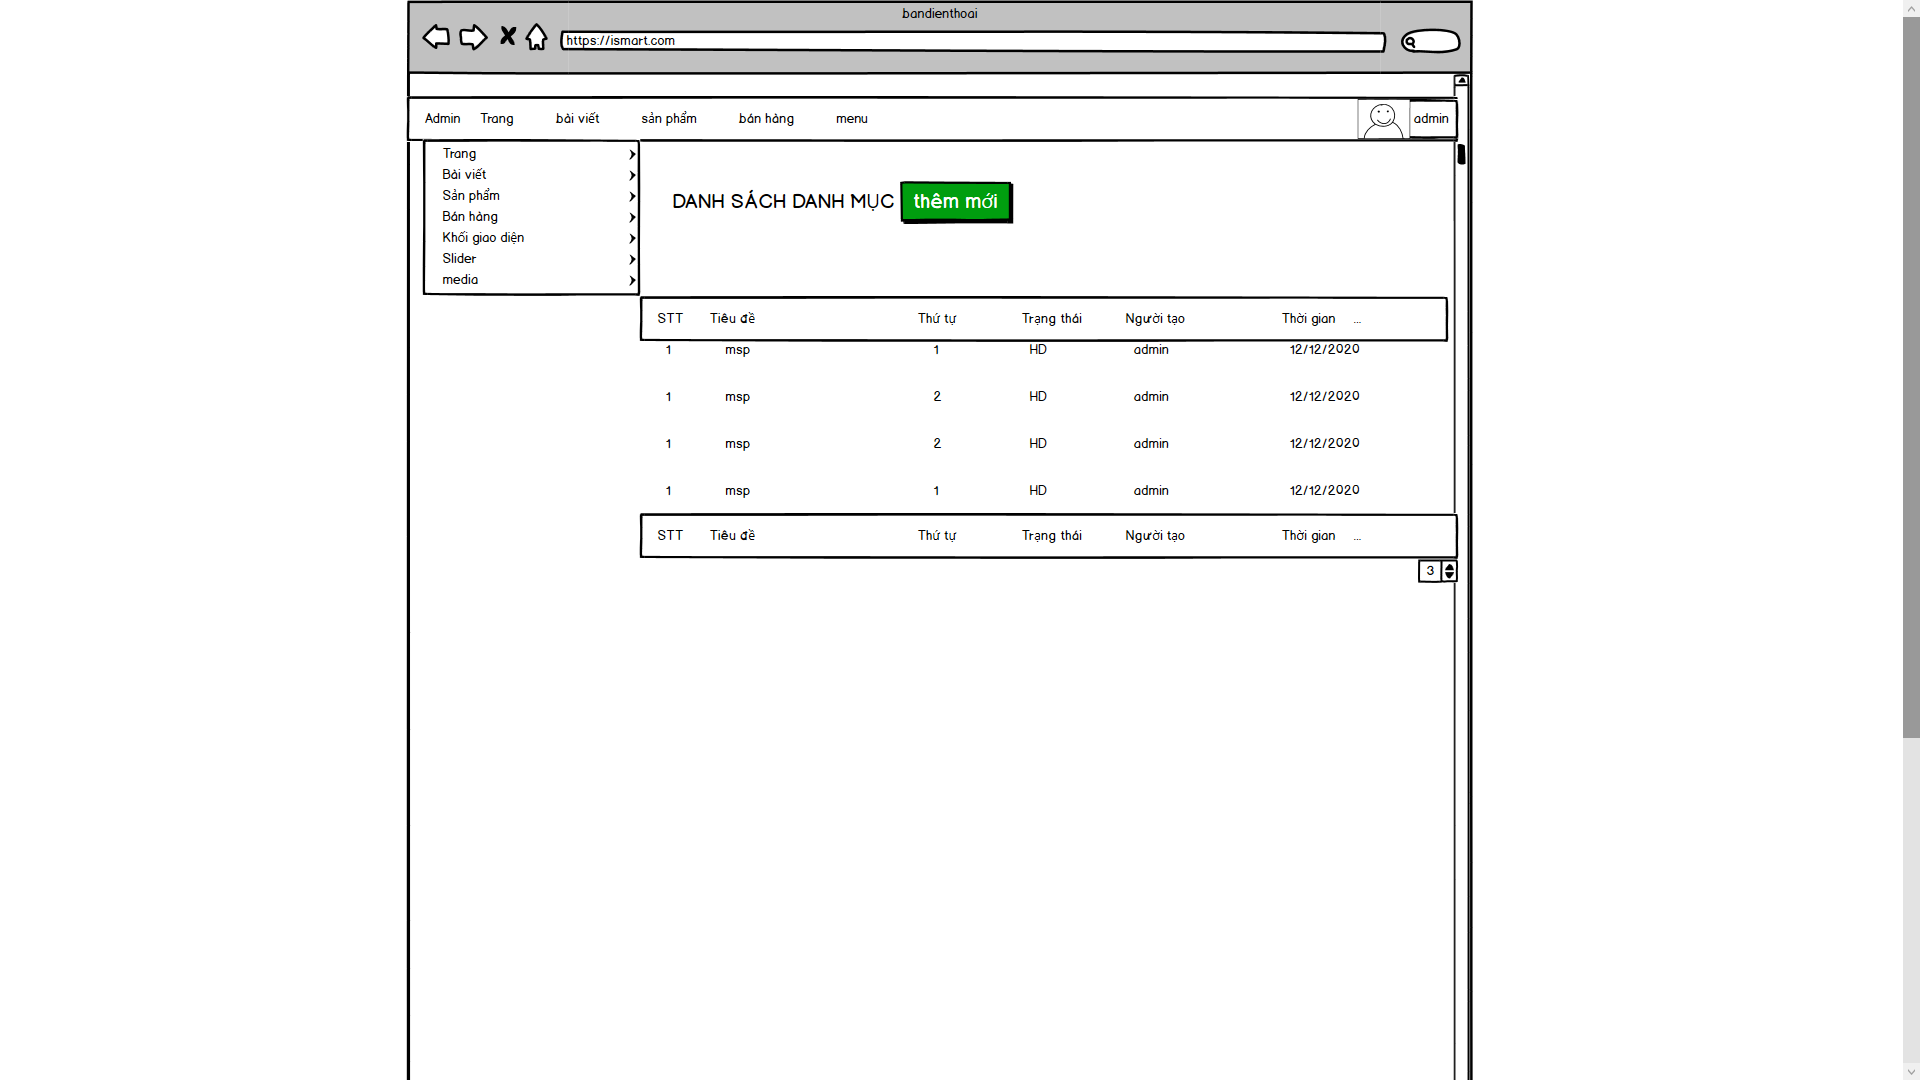 bandienthoai
https://ismart.com
Admin Trang bài viết sản phẩm bán hàng menu admin
Trang
Bài viết
Sản phẩm
Bán hàng
Khối giao diện
Slider
media
DANH SÁCH DANH MỤC thêm mới
STT Tiêu đề Thứ tự Trạng thái Người tạo Thời gian ...
1 msp 1 HD admin 12/12/2020
1 msp 2 HD admin 12/12/2020
1 msp 2 HD admin 12/12/2020
1 msp 1 HD admin 12/12/2020
STT Tiêu đề Thứ tự Trạng thái Người tạo Thời gian ...
3